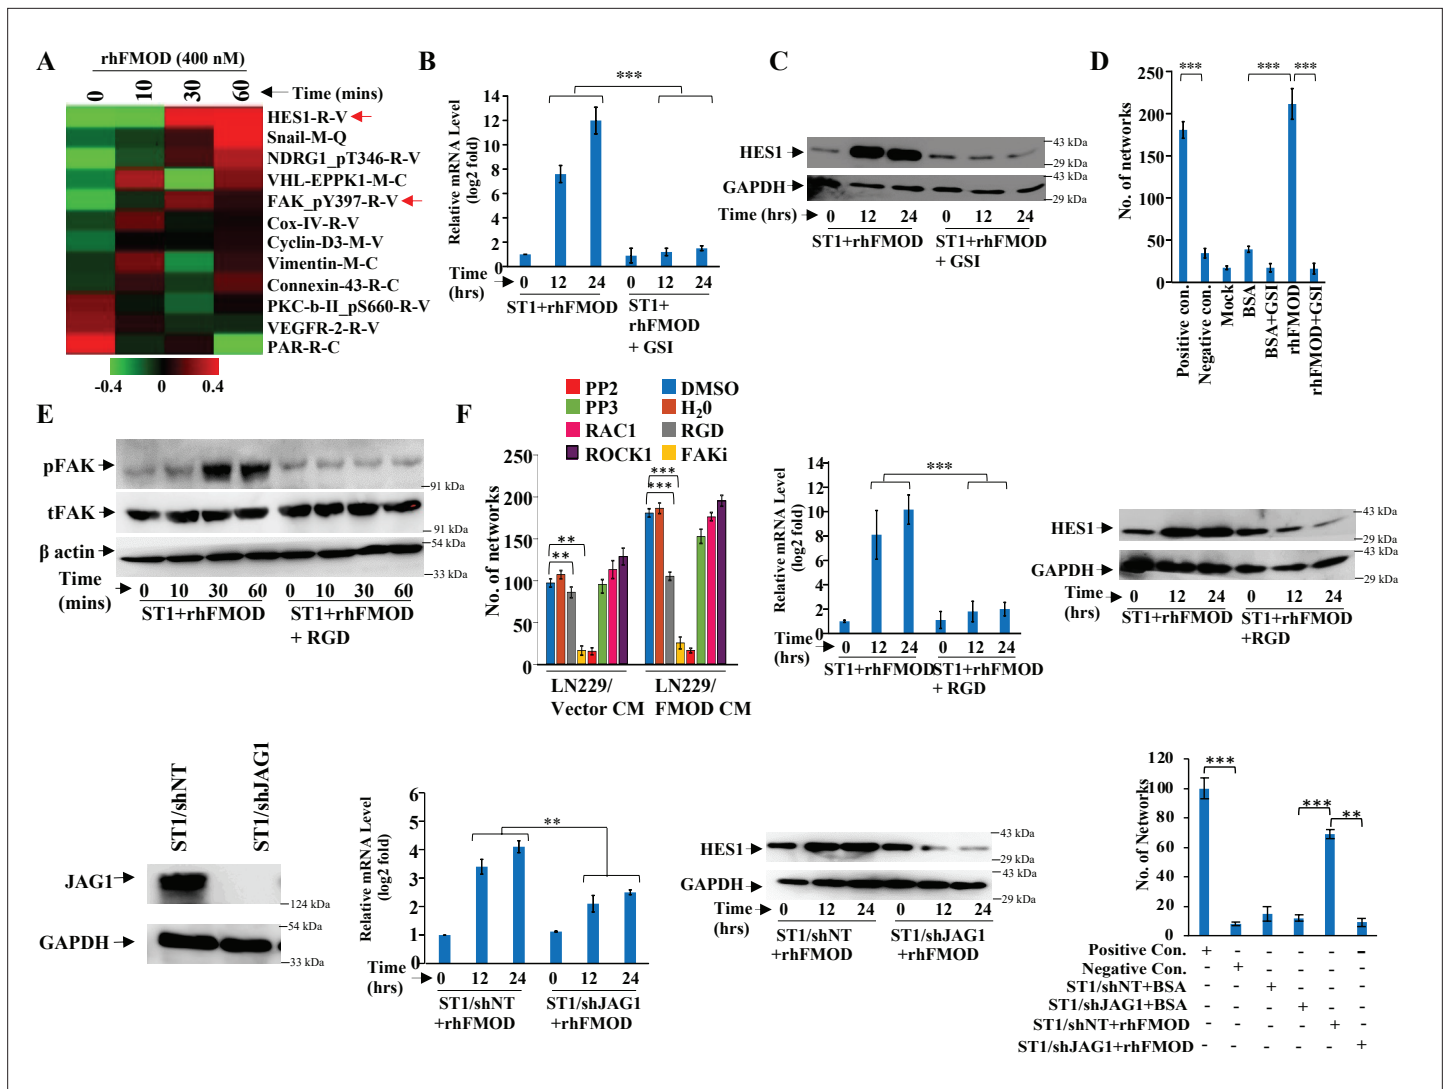 A
rhFMOD (400 nM)
0 10 30 60
Time (mins)
HES1-R-V
Snail-M-Q
NDRG1_pT346-R-V
VHL-EPPK1-M-C
FAK_pY397-R-V
Cox-IV-R-V
Cyclin-D3-M-V
Vimentin-M-C
Connexin-43-R-C
PKC-b-II_pS660-R-V
VEGFR-2-R-V
PAR-R-C
-0.4 0 0.4
B
Relative mRNA Level
(log2 fold)
14
12
10
8
6
4
2
0
***
Time
(hrs)
0 12 24 0 12 24
ST1+rhFMOD
ST1+
rhFMOD
+ GSI
C
HES1
GAPDH
43 kDa
29 kDa
43 kDa
29 kDa
Time (hrs)
0 12 24 0 12 24
ST1+rhFMOD
ST1+rhFMOD
+ GSI
D
No. of networks
250
200
150
100
50
0
*** *** ***
Positive con.
Negative con.
Mock
BSA
BSA+GSI
rhFMOD
rhFMOD+GSI
E
pFAK
tFAK
β actin
91 kDa
91 kDa
54 kDa
33 kDa
Time
(mins)
0 10 30 60 0 10 30 60
ST1+rhFMOD
ST1+rhFMOD
+ RGD
F
PP2
PP3
RAC1
ROCK1
DMSO
H20
RGD
FAKi
No. of networks
250
200
150
100
50
0
**
**
***
***
LN229/
Vector CM
LN229/
FMOD CM
Relative mRNA Level
(log2 fold)
14
12
10
8
6
4
2
0
***
Time
(hrs)
0 12 24 0 12 24
ST1+rhFMOD
ST1+rhFMOD
+ RGD
HES1
GAPDH
43 kDa
29 kDa
43 kDa
29 kDa
Time
(hrs)
0 12 24 0 12 24
ST1+rhFMOD
ST1+rhFMOD
+RGD
ST1/shNT
ST1/shJAG1
JAG1
GAPDH
124 kDa
54 kDa
33 kDa
Relative mRNA Level
(log2 fold)
6
5
4
3
2
1
0
**
Time
(hrs)
0 12 24 0 12 24
ST1/shNT
+rhFMOD
ST1/shJAG1
+rhFMOD
HES1
GAPDH
43 kDa
29 kDa
43 kDa
29 kDa
Time
(hrs)
0 12 24 0 12 24
ST1/shNT
+rhFMOD
ST1/shJAG1
+rhFMOD
No. of Networks
120
100
80
60
40
20
0
*** *** **
Positive Con. + - - - - -
Negative Con. - + - - - -
ST1/shNT+BSA - - + - - -
ST1/shJAG1+BSA - - - + - -
ST1/shNT+rhFMOD - - - - + -
ST1/shJAG1+rhFMOD - - - - - +